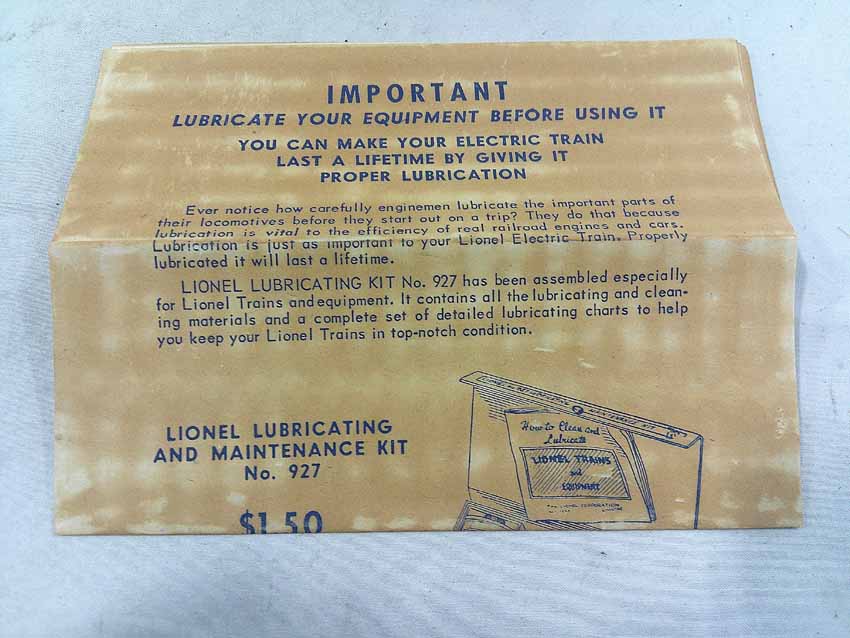 IMPORTANT
LUBRICATE YOUR EQUIPMENT BEFORE USING IT
YOU CAN MAKE YOUR ELECTRIC TRAIN
LAST A LIFETIME BY GIVING IT
PROPER LUBRICATION
Ever notice how carefully enginemen lubricate the important parts of
their locomotives before they start out on a trip? They do that because
lubrication is vital to the efficiency of real railroad engines and cars.
Lubrication is just as important to your Lionel Electric Train. Properly
lubricated it will last a lifetime.
LIONEL LUBRICATING KIT No. 927 has been assembled especially
for Lionel Trains and equipment. It contains all the lubricating and clean-
ing materials and a complete set of detailed lubricating charts to help
you keep your Lionel Trains in top-notch condition.
LIONEL LUBRICATING
AND MAINTENANCE KIT
No. 927
$1.50
How to Clean and
Lubricate
LIONEL TRAINS
and
EQUIPMENT
THE LIONEL CORPORATION